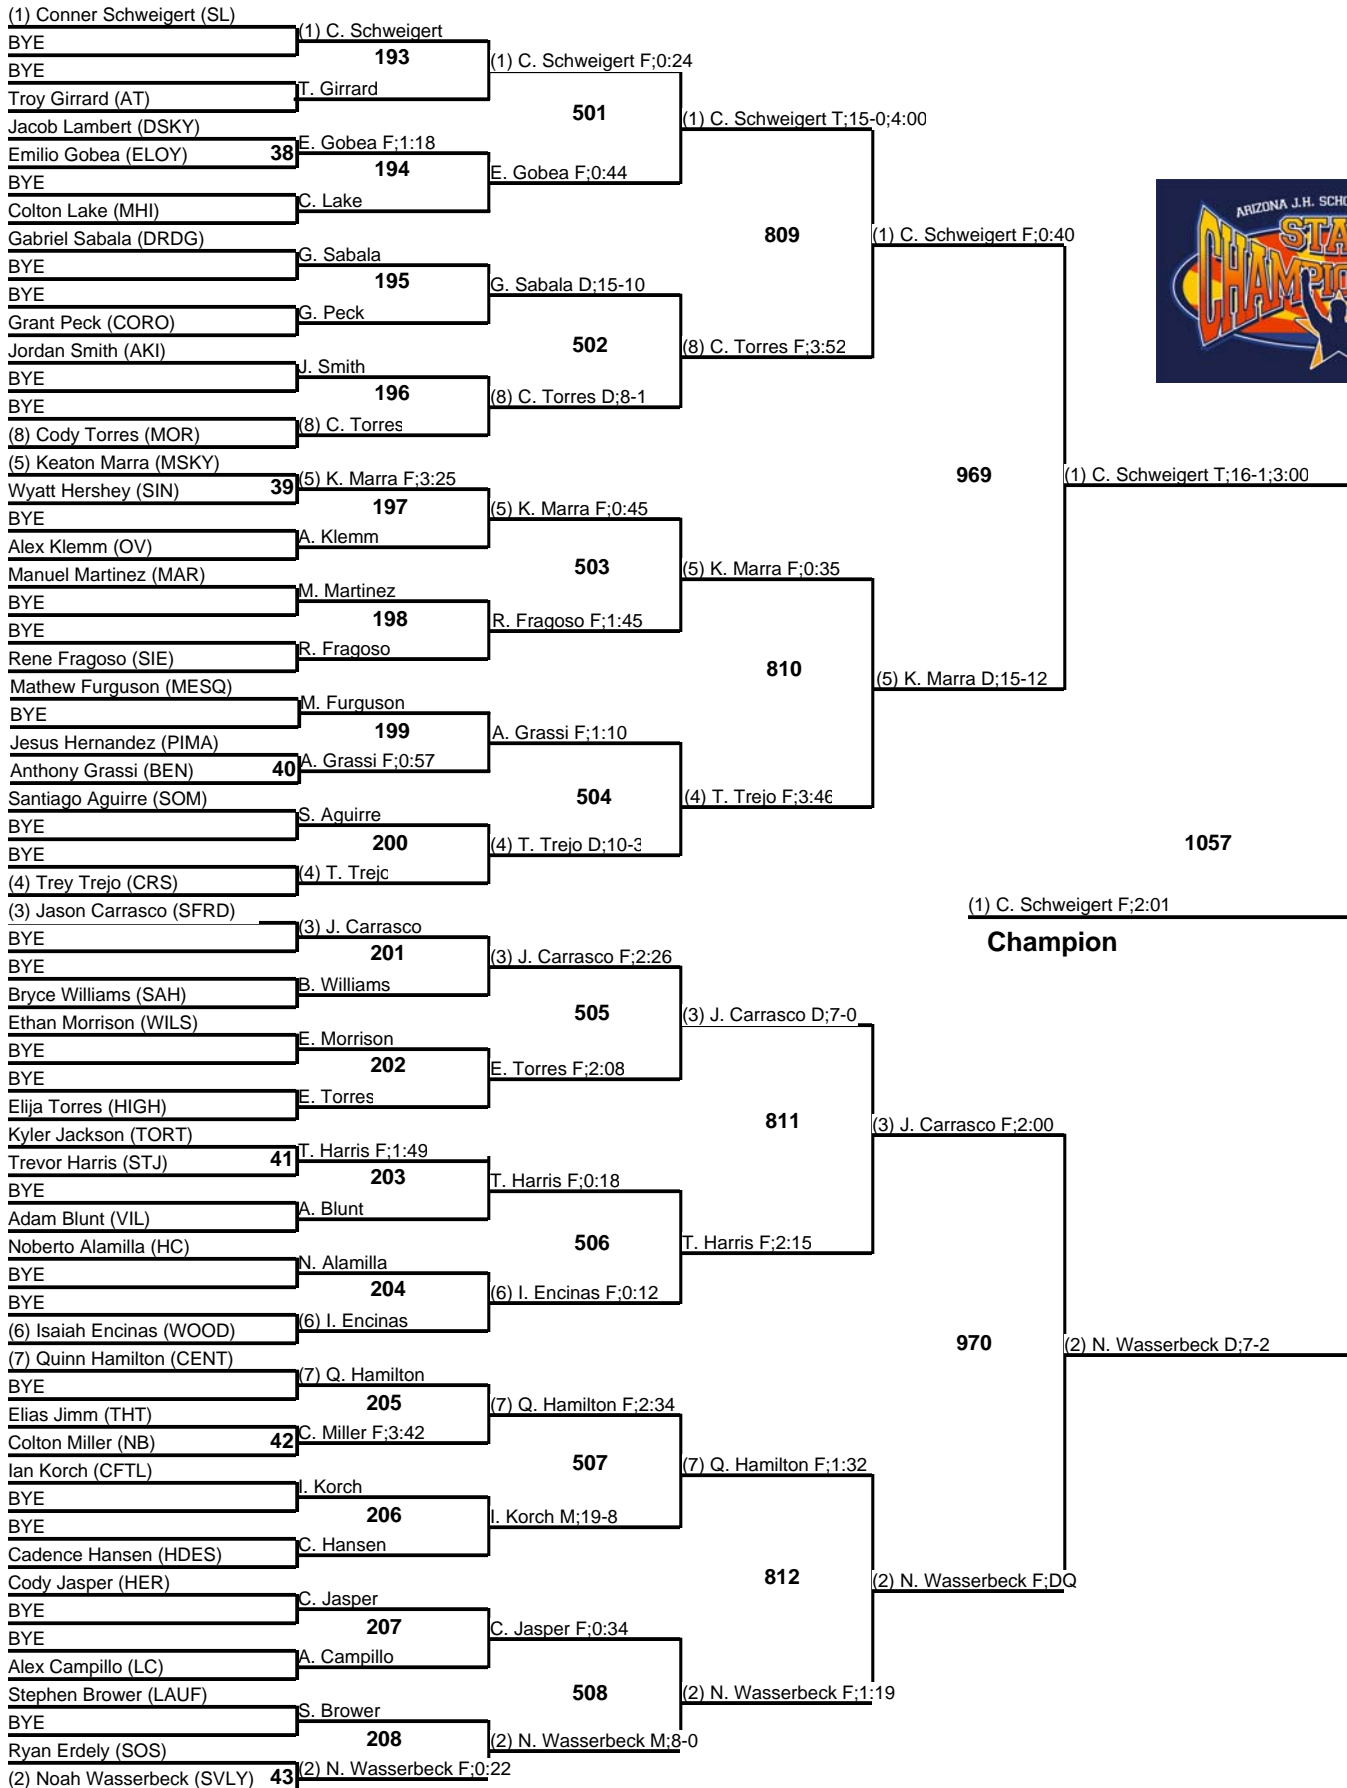 (1) Conner Schweigert (SL)
BYE
BYE
Troy Girrard (AT)
Jacob Lambert (DSKY)
Emilio Gobea (ELOY) 38
BYE
Colton Lake (MHI)
Gabriel Sabala (DRDG)
BYE
BYE
Grant Peck (CORO)
Jordan Smith (AKI)
BYE
BYE
(8) Cody Torres (MOR)
(5) Keaton Marra (MSKY)
Wyatt Hershey (SIN) 39
BYE
Alex Klemm (OV)
Manuel Martinez (MAR)
BYE
BYE
Rene Fragoso (SIE)
Mathew Furguson (MESQ)
BYE
Jesus Hernandez (PIMA)
Anthony Grassi (BEN) 40
Santiago Aguirre (SOM)
BYE
BYE
(4) Trey Trejo (CRS)
(3) Jason Carrasco (SFRD)
BYE
BYE
Bryce Williams (SAH)
Ethan Morrison (WILS)
BYE
BYE
Elija Torres (HIGH)
Kyler Jackson (TORT)
Trevor Harris (STJ) 41
BYE
Adam Blunt (VIL)
Noberto Alamilla (HC)
BYE
BYE
(6) Isaiah Encinas (WOOD)
(7) Quinn Hamilton (CENT)
BYE
Elias Jimm (THT)
Colton Miller (NB) 42
Ian Korch (CFTL)
BYE
BYE
Cadence Hansen (HDES)
Cody Jasper (HER)
BYE
BYE
Alex Campillo (LC)
Stephen Brower (LAUF)
BYE
Ryan Erdely (SOS)
(2) Noah Wasserbeck (SVLY) 43
(1) C. Schweigert
193
T. Girrard
E. Gobea F;1:18
194
C. Lake
G. Sabala
195
G. Peck
J. Smith
196
(8) C. Torres
(5) K. Marra F;3:25
197
A. Klemm
M. Martinez
198
R. Fragoso
M. Furguson
199
A. Grassi F;0:57
S. Aguirre
200
(4) T. Trejo
(3) J. Carrasco
201
B. Williams
E. Morrison
202
E. Torres
T. Harris F;1:49
203
A. Blunt
N. Alamilla
204
(6) I. Encinas
(7) Q. Hamilton
205
C. Miller F;3:42
I. Korch
206
C. Hansen
C. Jasper
207
A. Campillo
S. Brower
208
(2) N. Wasserbeck F;0:22
(1) C. Schweigert F;0:24
501
E. Gobea F;0:44
G. Sabala D;15-10
502
(8) C. Torres D;8-1
(5) K. Marra F;0:45
503
R. Fragoso F;1:45
A. Grassi F;1:10
504
(4) T. Trejo D;10-3
(3) J. Carrasco F;2:26
505
E. Torres F;2:08
T. Harris F;0:18
506
(6) I. Encinas F;0:12
(7) Q. Hamilton F;2:34
507
I. Korch M;19-8
C. Jasper F;0:34
508
(2) N. Wasserbeck M;8-0
(1) C. Schweigert T;15-0;4:00
809
(8) C. Torres F;3:52
(5) K. Marra F;0:35
810
(4) T. Trejo F;3:46
(3) J. Carrasco D;7-0
811
T. Harris F;2:15
(7) Q. Hamilton F;1:32
812
(2) N. Wasserbeck F;1:19
(1) C. Schweigert F;0:40
969
(5) K. Marra D;15-12
(3) J. Carrasco F;2:00
970
(2) N. Wasserbeck F;DQ
ARIZONA J.H. SCHO
STA
CHAMPIO
(1) C. Schweigert T;16-1;3:00
1057
(2) N. Wasserbeck D;7-2
(1) C. Schweigert F;2:01
Champion